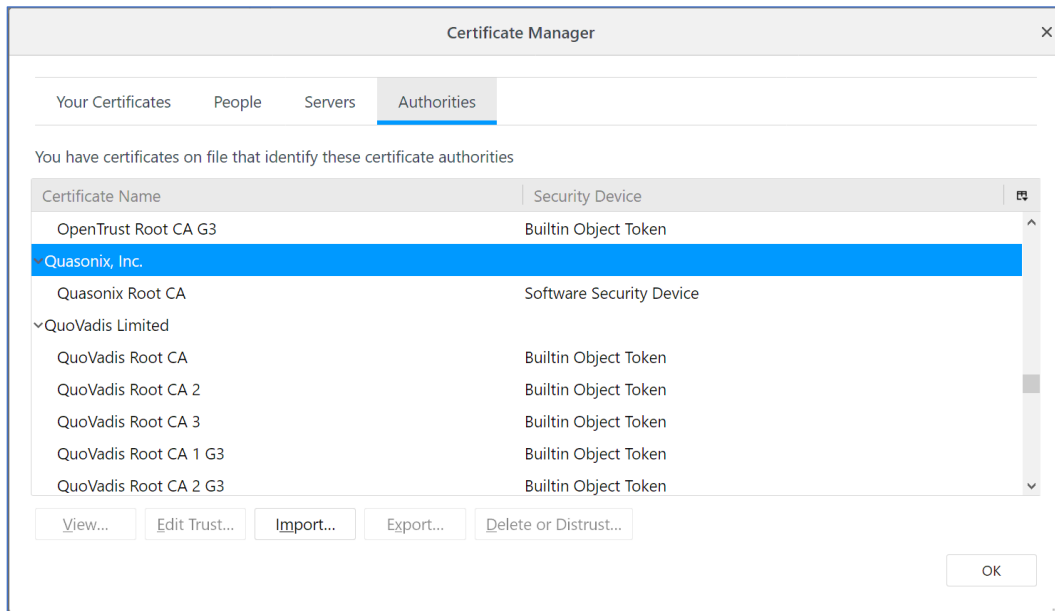 Certificate Manager
Your Certificates People Servers Authorities
You have certificates on file that identify these certificate authorities
Certificate Name Security Device
OpenTrust Root CA G3 Builtin Object Token
Quasonix, Inc.
Quasonix Root CA Software Security Device
QuoVadis Limited
QuoVadis Root CA Builtin Object Token
QuoVadis Root CA 2 Builtin Object Token
QuoVadis Root CA 3 Builtin Object Token
QuoVadis Root CA 1 G3 Builtin Object Token
QuoVadis Root CA 2 G3 Builtin Object Token
View... Edit Trust... Import... Export... Delete or Distrust...
OK